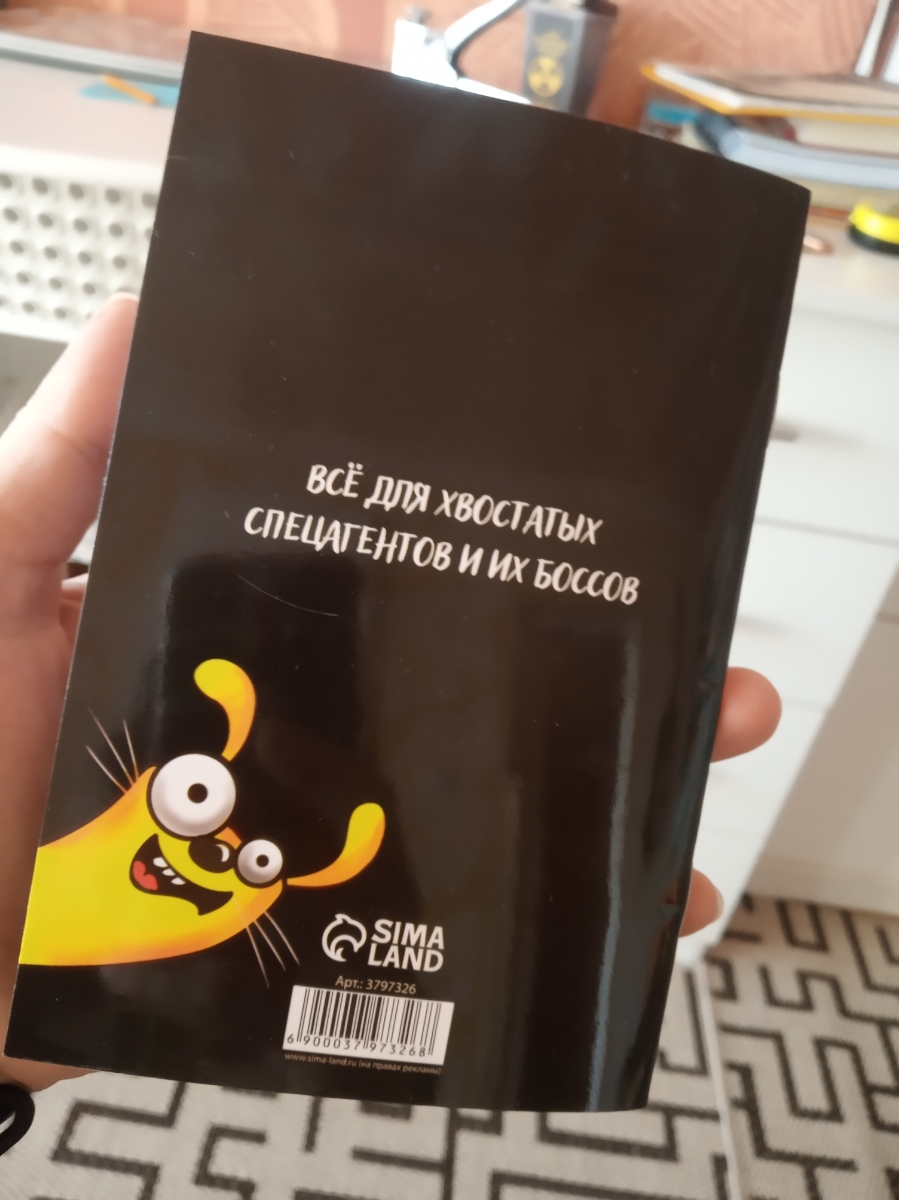 ВСЁ ДЛЯ ХВОСТАТЫХ
СПЕЦАГЕНТОВ И ИХ БОССОВ
SIMA
LAND
Арт.: 3797326
6 900037 973268
www.sima-land.ru (на правах рекламы)